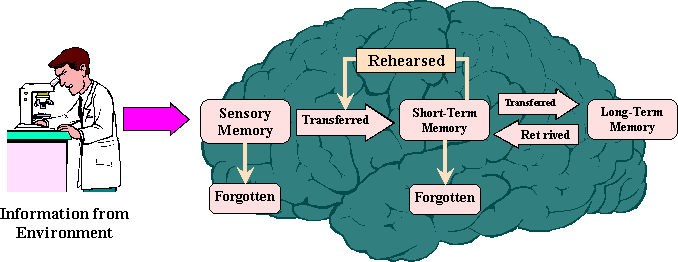 Rehearsed
Sensory
Memory
Transferred
Short-Term
Memory
Transferred
Ret rived
Long-Term
Memory
Forgotten
Forgotten
Information from
Environment